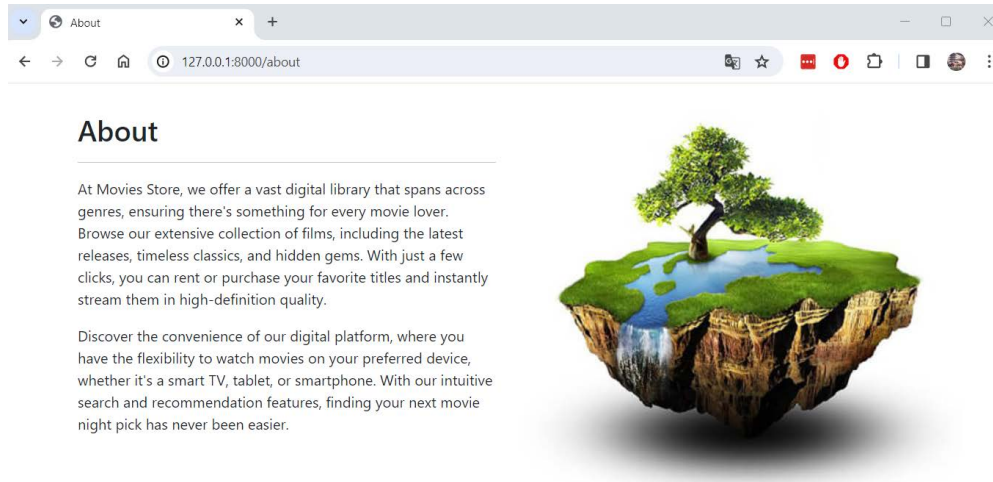 About
127.0.0.1:8000/about
About
At Movies Store, we offer a vast digital library that spans across
genres, ensuring there's something for every movie lover.
Browse our extensive collection of films, including the latest
releases, timeless classics, and hidden gems. With just a few
clicks, you can rent or purchase your favorite titles and instantly
stream them in high-definition quality.
Discover the convenience of our digital platform, where you
have the flexibility to watch movies on your preferred device,
whether it's a smart TV, tablet, or smartphone. With our intuitive
search and recommendation features, finding your next movie
night pick has never been easier.